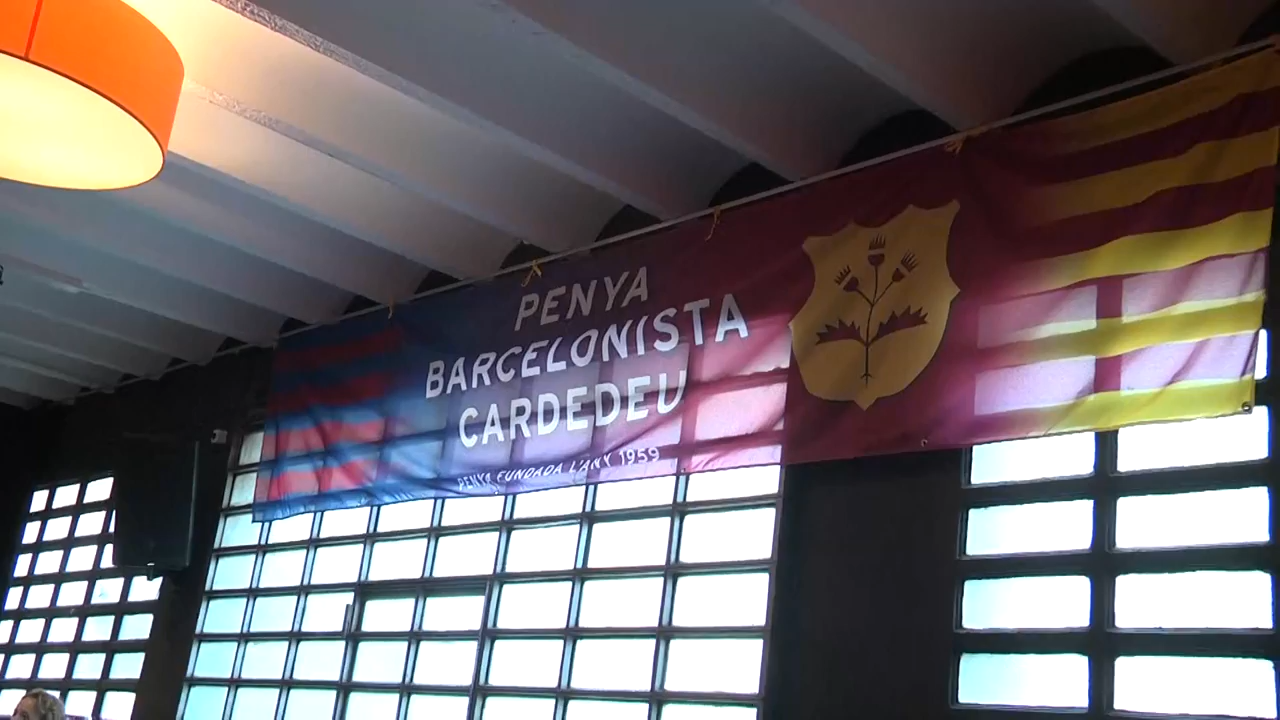 PENYA
BARCELONISTA
CARDEDEU
PENYA FUNDADA L'ANY 1959